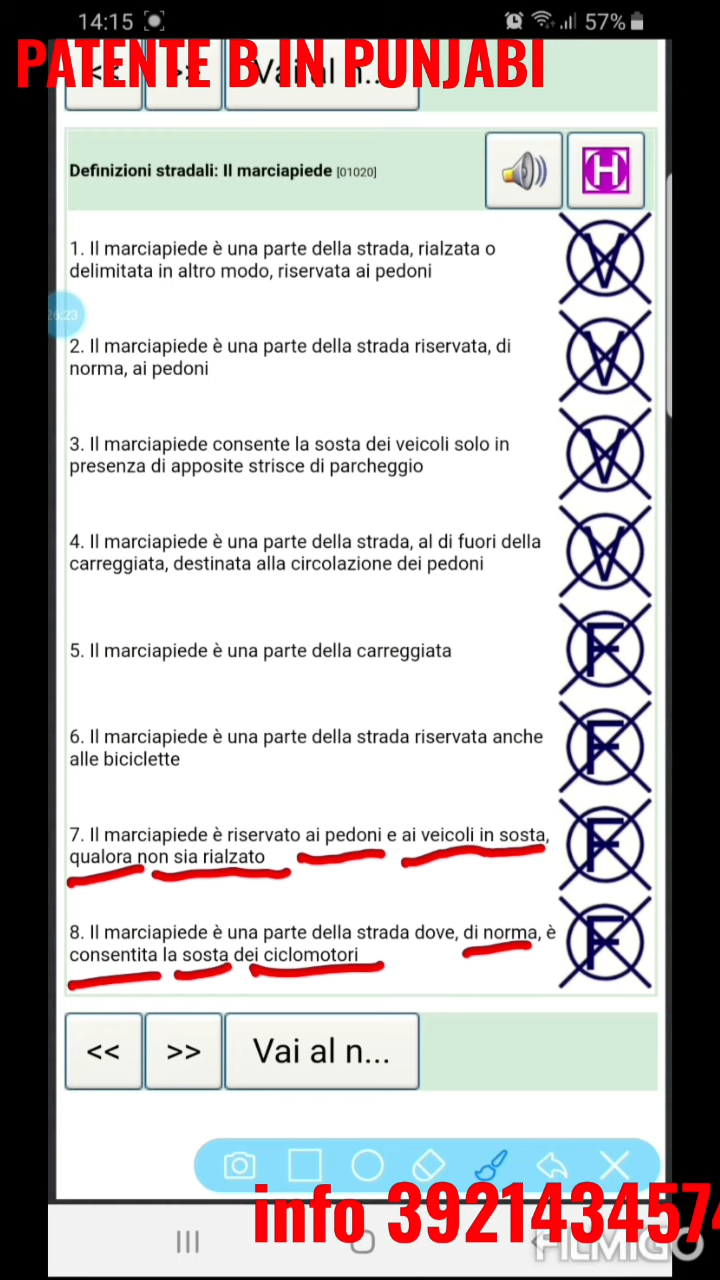 14:15
57%
PATENTE B IN PUNJABI
<< >> Vai al n...
Definizioni stradali: Il marciapiede [01020]
H
1. Il marciapiede è una parte della strada, rialzata o
delimitata in altro modo, riservata ai pedoni
V
26:23
2. Il marciapiede è una parte della strada riservata, di
norma, ai pedoni
V
3. Il marciapiede consente la sosta dei veicoli solo in
presenza di apposite strisce di parcheggio
V
4. Il marciapiede è una parte della strada, al di fuori della
carreggiata, destinata alla circolazione dei pedoni
V
5. Il marciapiede è una parte della carreggiata
F
6. Il marciapiede è una parte della strada riservata anche
alle biciclette
F
7. Il marciapiede è riservato ai pedoni e ai veicoli in sosta,
qualora non sia rialzato
F
8. Il marciapiede è una parte della strada dove, di norma, è
consentita la sosta dei ciclomotori
F
<< >> Vai al n...
info 3921434574
FILMIGO